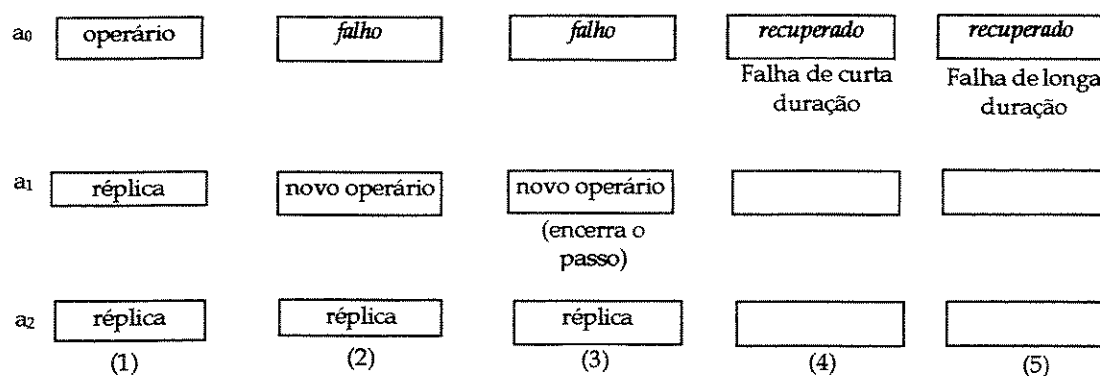 a₀ operário falho falho recuperado recuperado
Falha de curta duração
Falha de longa duração
a₁ réplica novo operário novo operário
(encerra o passo)
a₂ réplica réplica réplica
(1) (2) (3) (4) (5)